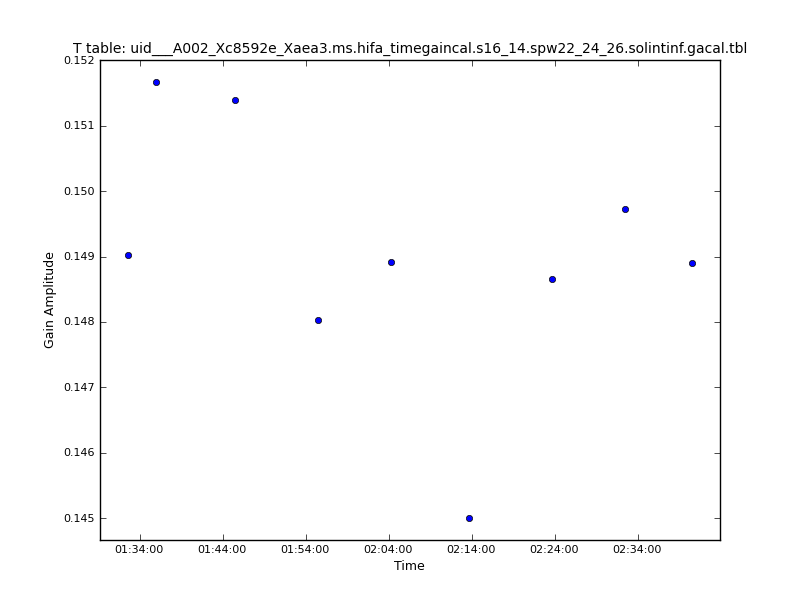 T table: uid___A002_Xc8592e_Xaea3.ms.hifa_timegaincal.s16_14.spw22_24_26.solintinf.gacal.tbl
0.152
0.151
0.150
0.149
0.148
0.147
0.146
0.145
Gain Amplitude
01:34:00 01:44:00 01:54:00 02:04:00 02:14:00 02:24:00 02:34:00
Time